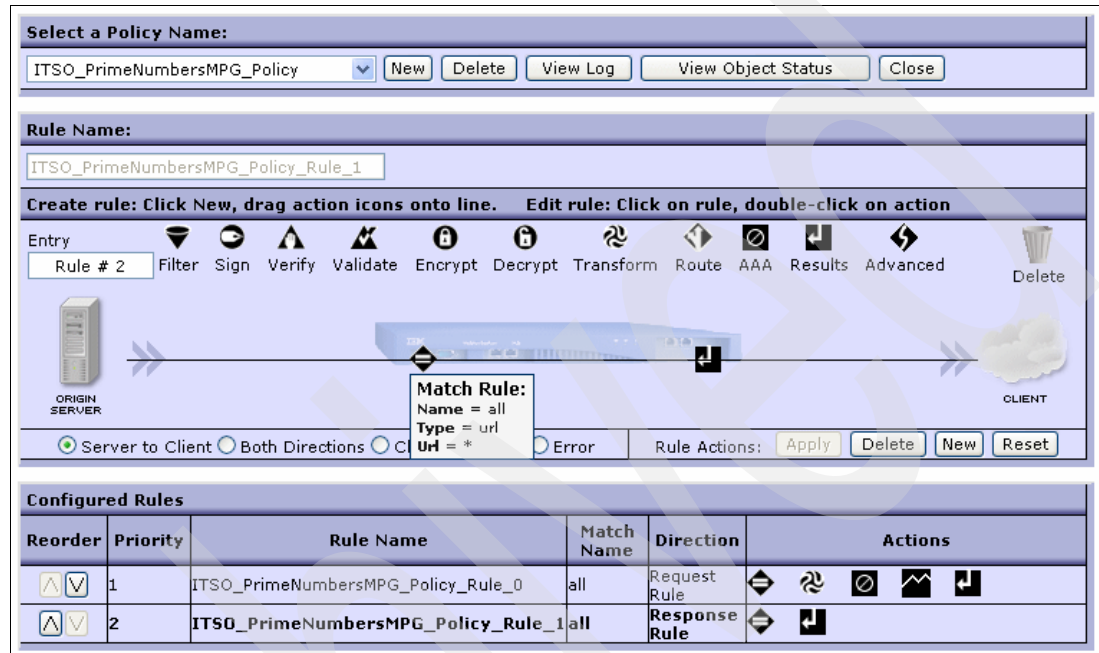 Select a Policy Name:
ITSO_PrimeNumbersMPG_Policy New Delete View Log View Object Status Close
Rule Name:
ITSO_PrimeNumbersMPG_Policy_Rule_1
Create rule: Click New, drag action icons onto line. Edit rule: Click on rule, double-click on action
Entry
Rule # 2 Filter Sign Verify Validate Encrypt Decrypt Transform Route AAA Results Advanced
Delete
Match Rule:
Name = all
Type = url
Url = *
ORIGIN
SERVER
CLIENT
Server to Client Both Directions Error Rule Actions: Apply Delete New Reset
Configured Rules
Reorder Priority Rule Name Match Name Direction Actions
1 ITSO_PrimeNumbersMPG_Policy_Rule_0 all Request Rule
2 ITSO_PrimeNumbersMPG_Policy_Rule_1 all Response Rule